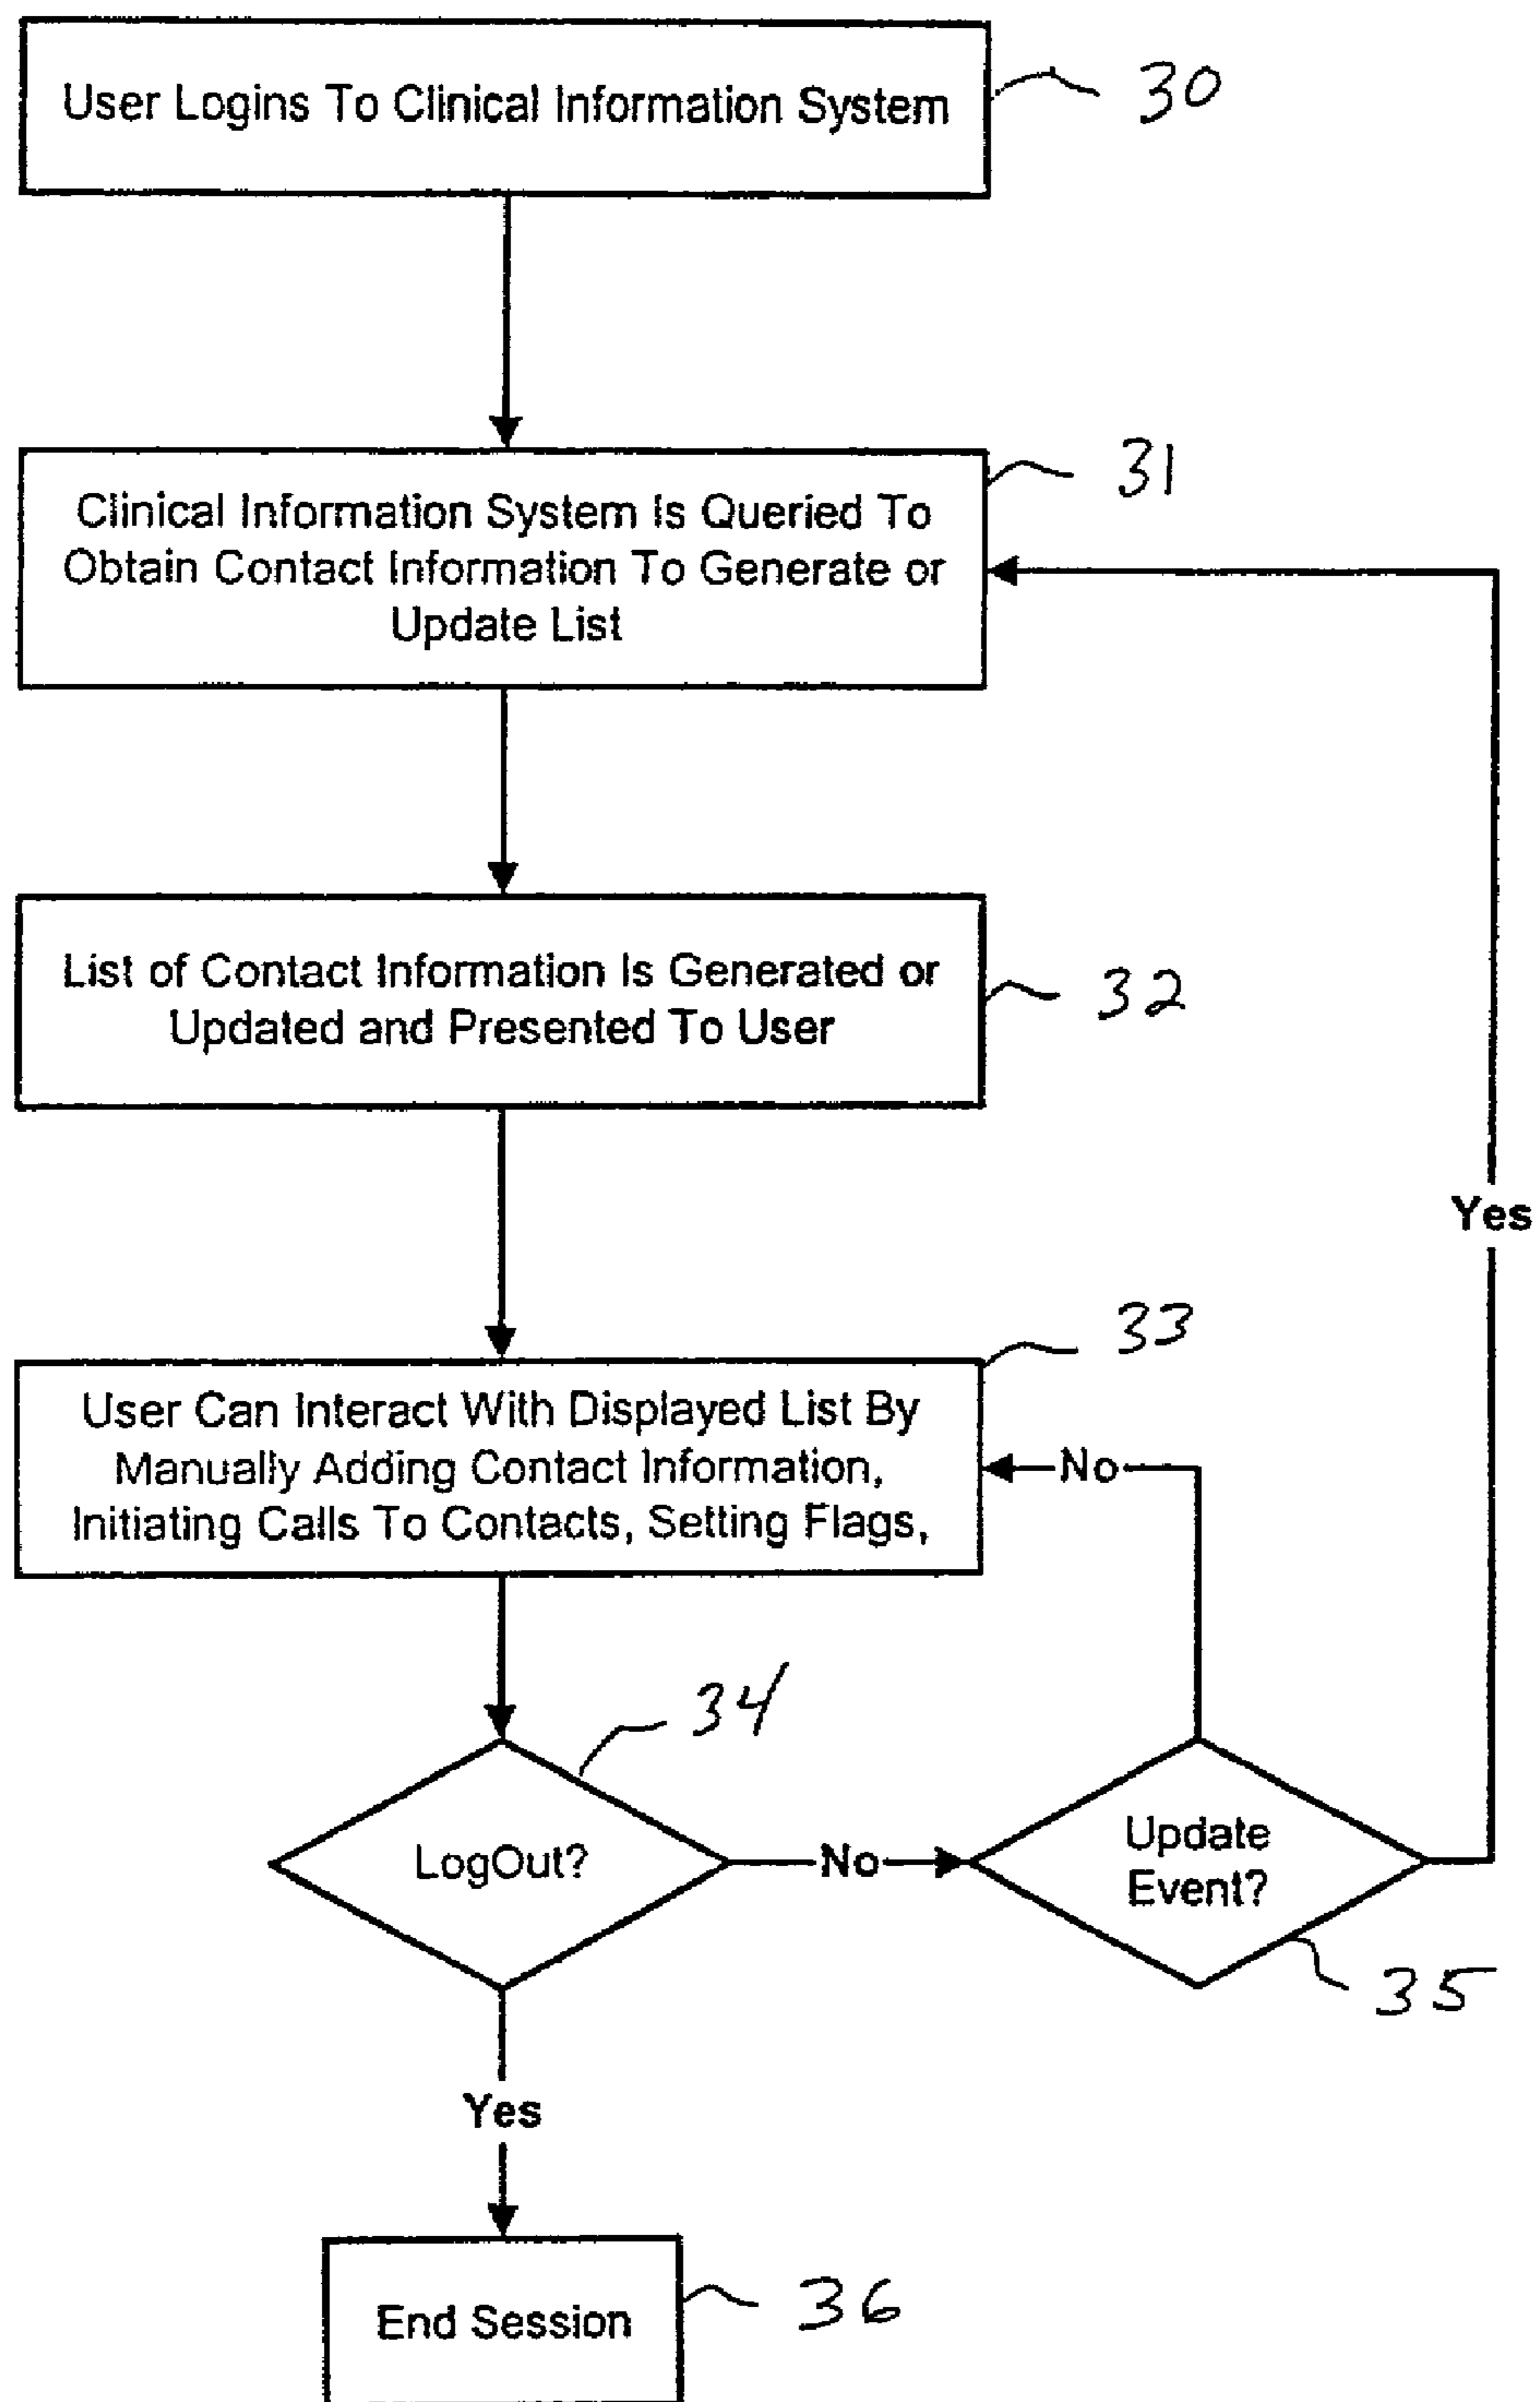 User Logins To Clinical Information System
30
Clinical Information System Is Queried To
Obtain Contact Information To Generate or
Update List
31
List of Contact Information Is Generated or
Updated and Presented To User
32
User Can Interact With Displayed List By
Manually Adding Contact Information,
Initiating Calls To Contacts, Setting Flags,
33
No
Yes
LogOut?
34
No
Update
Event?
35
Yes
End Session
36